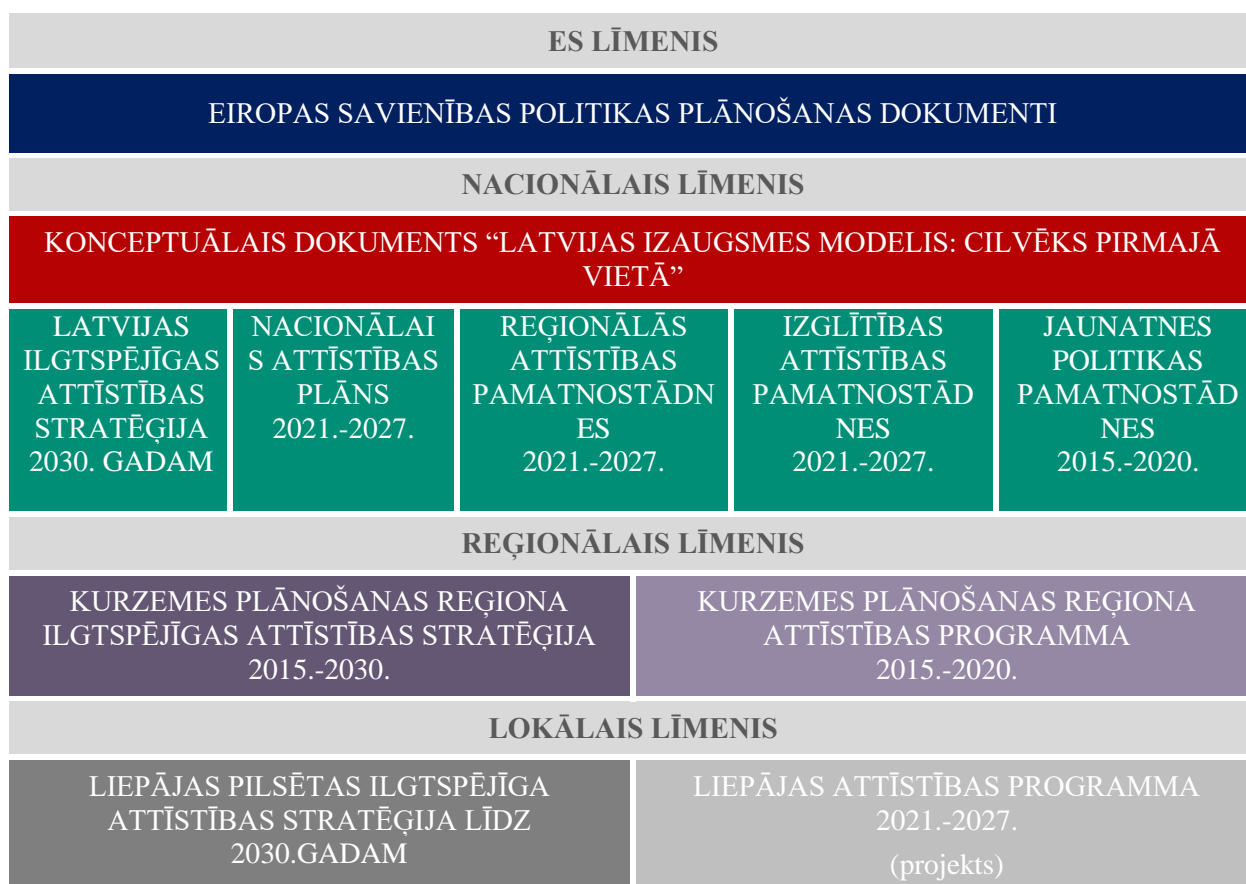 ES LĪMENIS
EIROPAS SAVIENĪBAS POLITIKAS PLĀNOŠANAS DOKUMENTI
NACIONĀLAIS LĪMENIS
KONCEPTUĀLAIS DOKUMENTS “LATVIJAS IZAUGSMES MODELIS: CILVĒKS PIRMAJĀ
VIETĀ”
LATVIJAS
ILGTSPĒJĪGAS
ATTĪSTĪBAS
STRATĒĢIJA
2030. GADAM
NACIONĀLAI
S ATTĪSTĪBAS
PLĀNS
2021.-2027.
REĢIONĀLĀS
ATTĪSTĪBAS
PAMATNOSTĀDN
ES
2021.-2027.
IZGLĪTĪBAS
ATTĪSTĪBAS
PAMATNOSTĀD
NES
2021.-2027.
JAUNATNES
POLITIKAS
PAMATNOSTĀD
NES
2015.-2020.
REĢIONĀLAIS LĪMENIS
KURZEMES PLĀNOŠANAS REĢIONA
ILGTSPĒJĪGAS ATTĪSTĪBAS STRATĒĢIJA
2015.-2030.
KURZEMES PLĀNOŠANAS REĢIONA
ATTĪSTĪBAS PROGRAMMA
2015.-2020.
LOKĀLAIS LĪMENIS
LIEPĀJAS PILSĒTAS ILGTSPĒJĪGA
ATTĪSTĪBAS STRATĒĢIJA LĪDZ
2030.GADAM
LIEPĀJAS ATTĪSTĪBAS PROGRAMMA
2021.-2027.
(projekts)